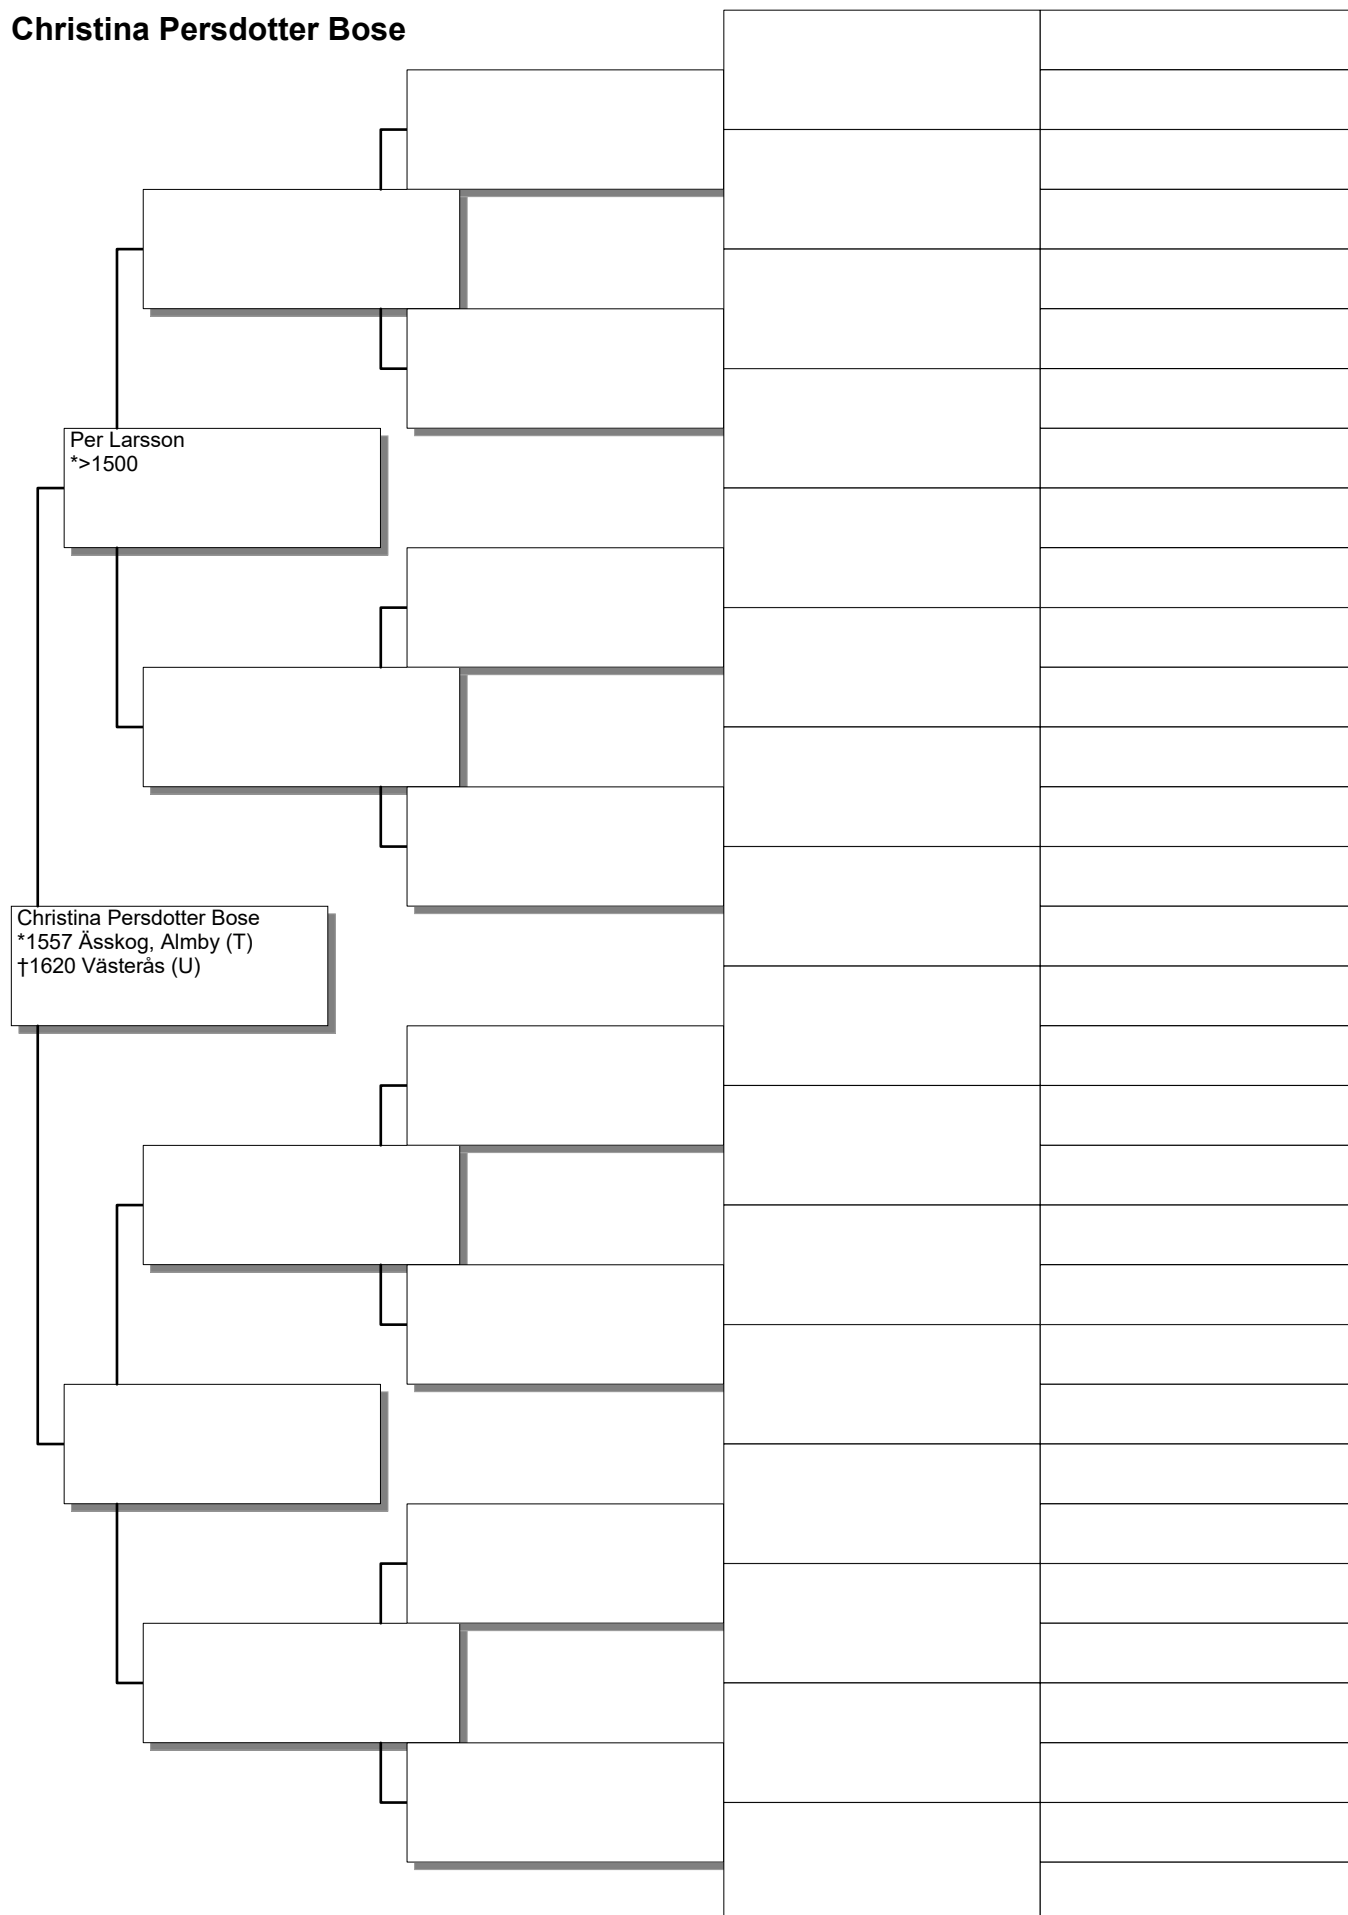 Christina Persdotter Bose
Per Larsson
*>1500
Christina Persdotter Bose
*1557 Ässkog, Almby (T)
†1620 Västerås (U)